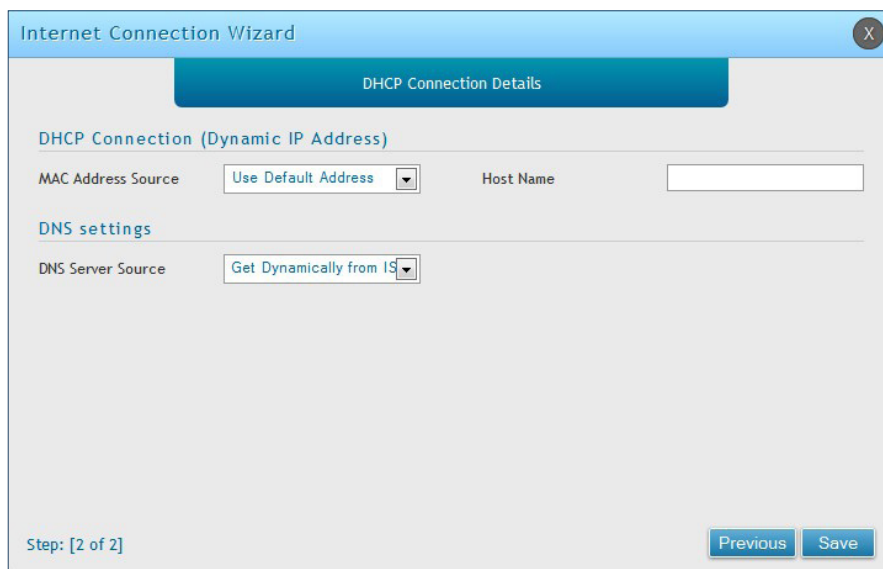 Internet Connection Wizard
X
DHCP Connection Details
DHCP Connection (Dynamic IP Address)
MAC Address Source
Use Default Address
Host Name
DNS settings
DNS Server Source
Get Dynamically from IS
Step: [2 of 2]
Previous
Save